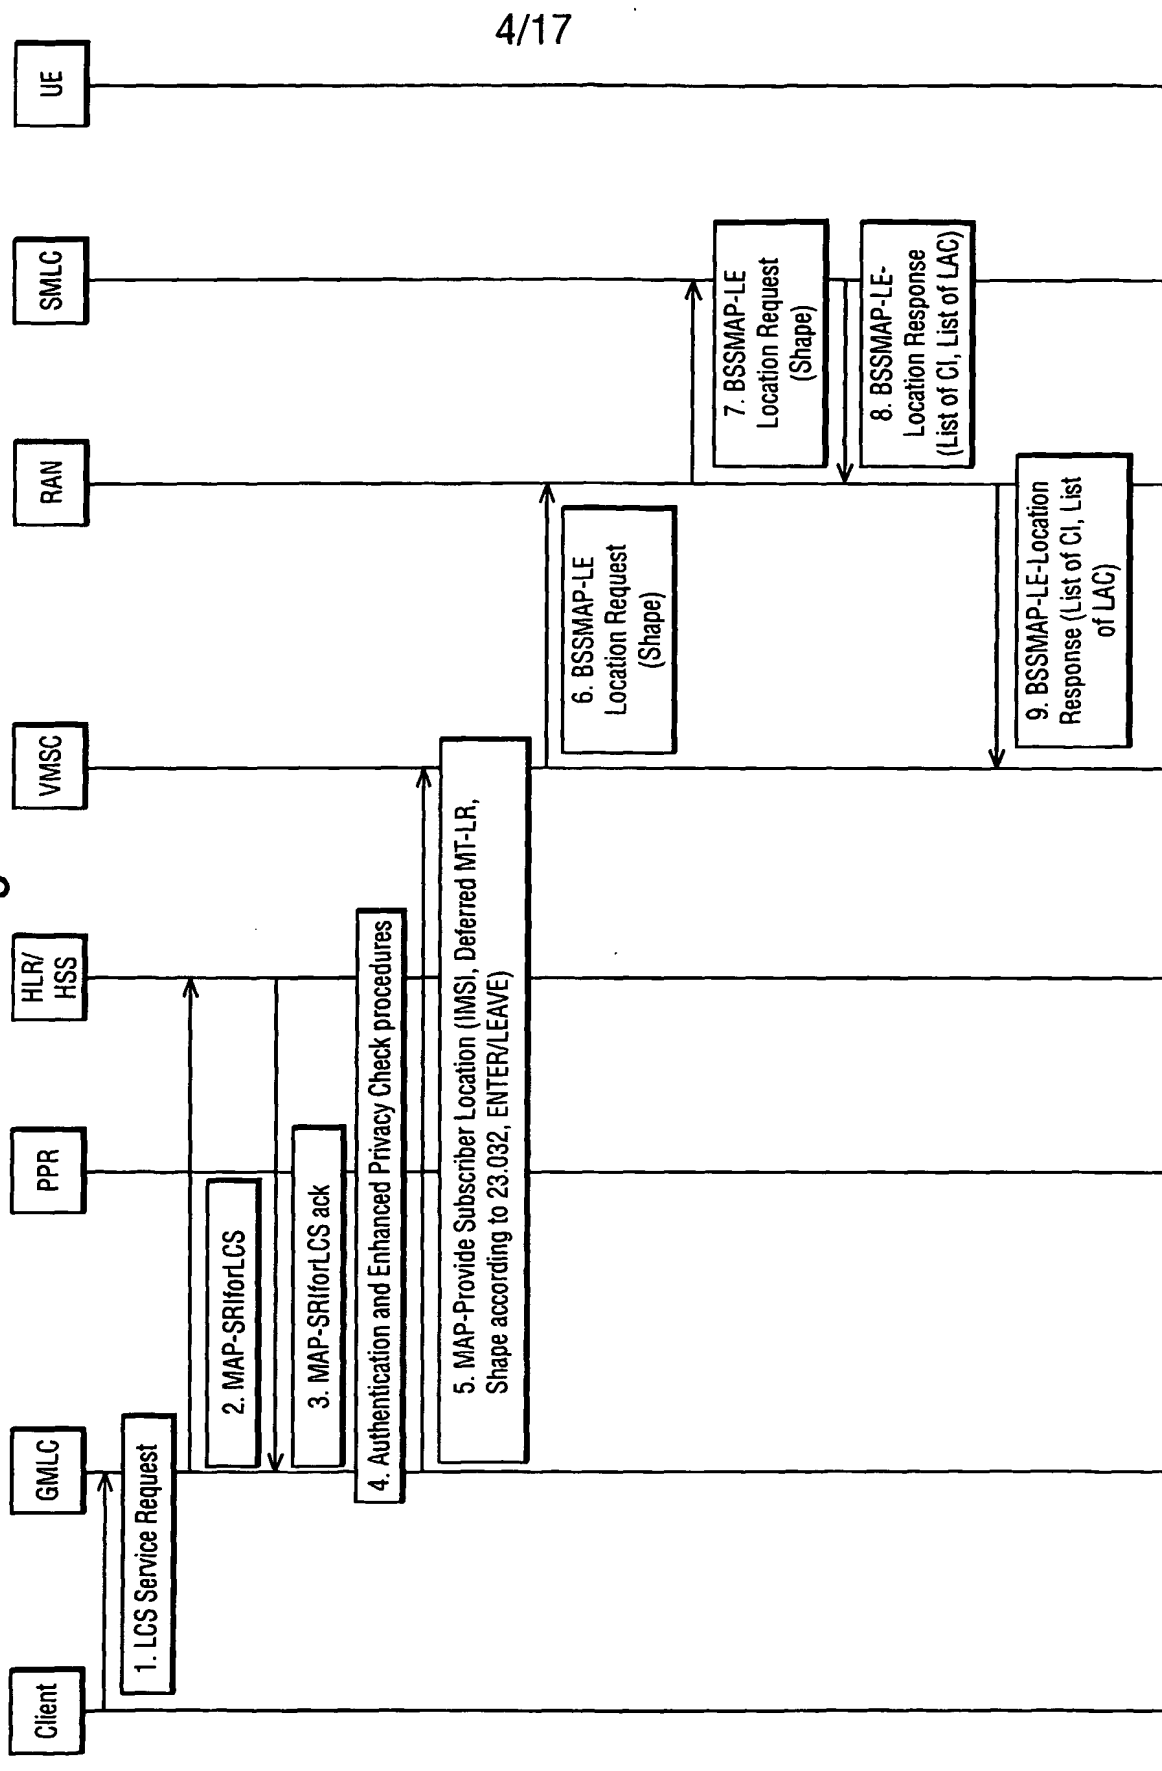 4/17
Client
GMLC
PPR
HLR/
HSS
VMSC
RAN
SMLC
UE
1. LCS Service Request
2. MAP-SRIforLCS
3. MAP-SRIforLCS ack
4. Authentication and Enhanced Privacy Check procedures
5. MAP-Provide Subscriber Location (IMSI, Deferred MT-LR,
Shape according to 23.032, ENTER/LEAVE)
6. BSSMAP-LE
Location Request
(Shape)
7. BSSMAP-LE
Location Request
(Shape)
8. BSSMAP-LE-
Location Response
(List of CI, List of LAC)
9. BSSMAP-LE-Location
Response (List of CI, List
of LAC)